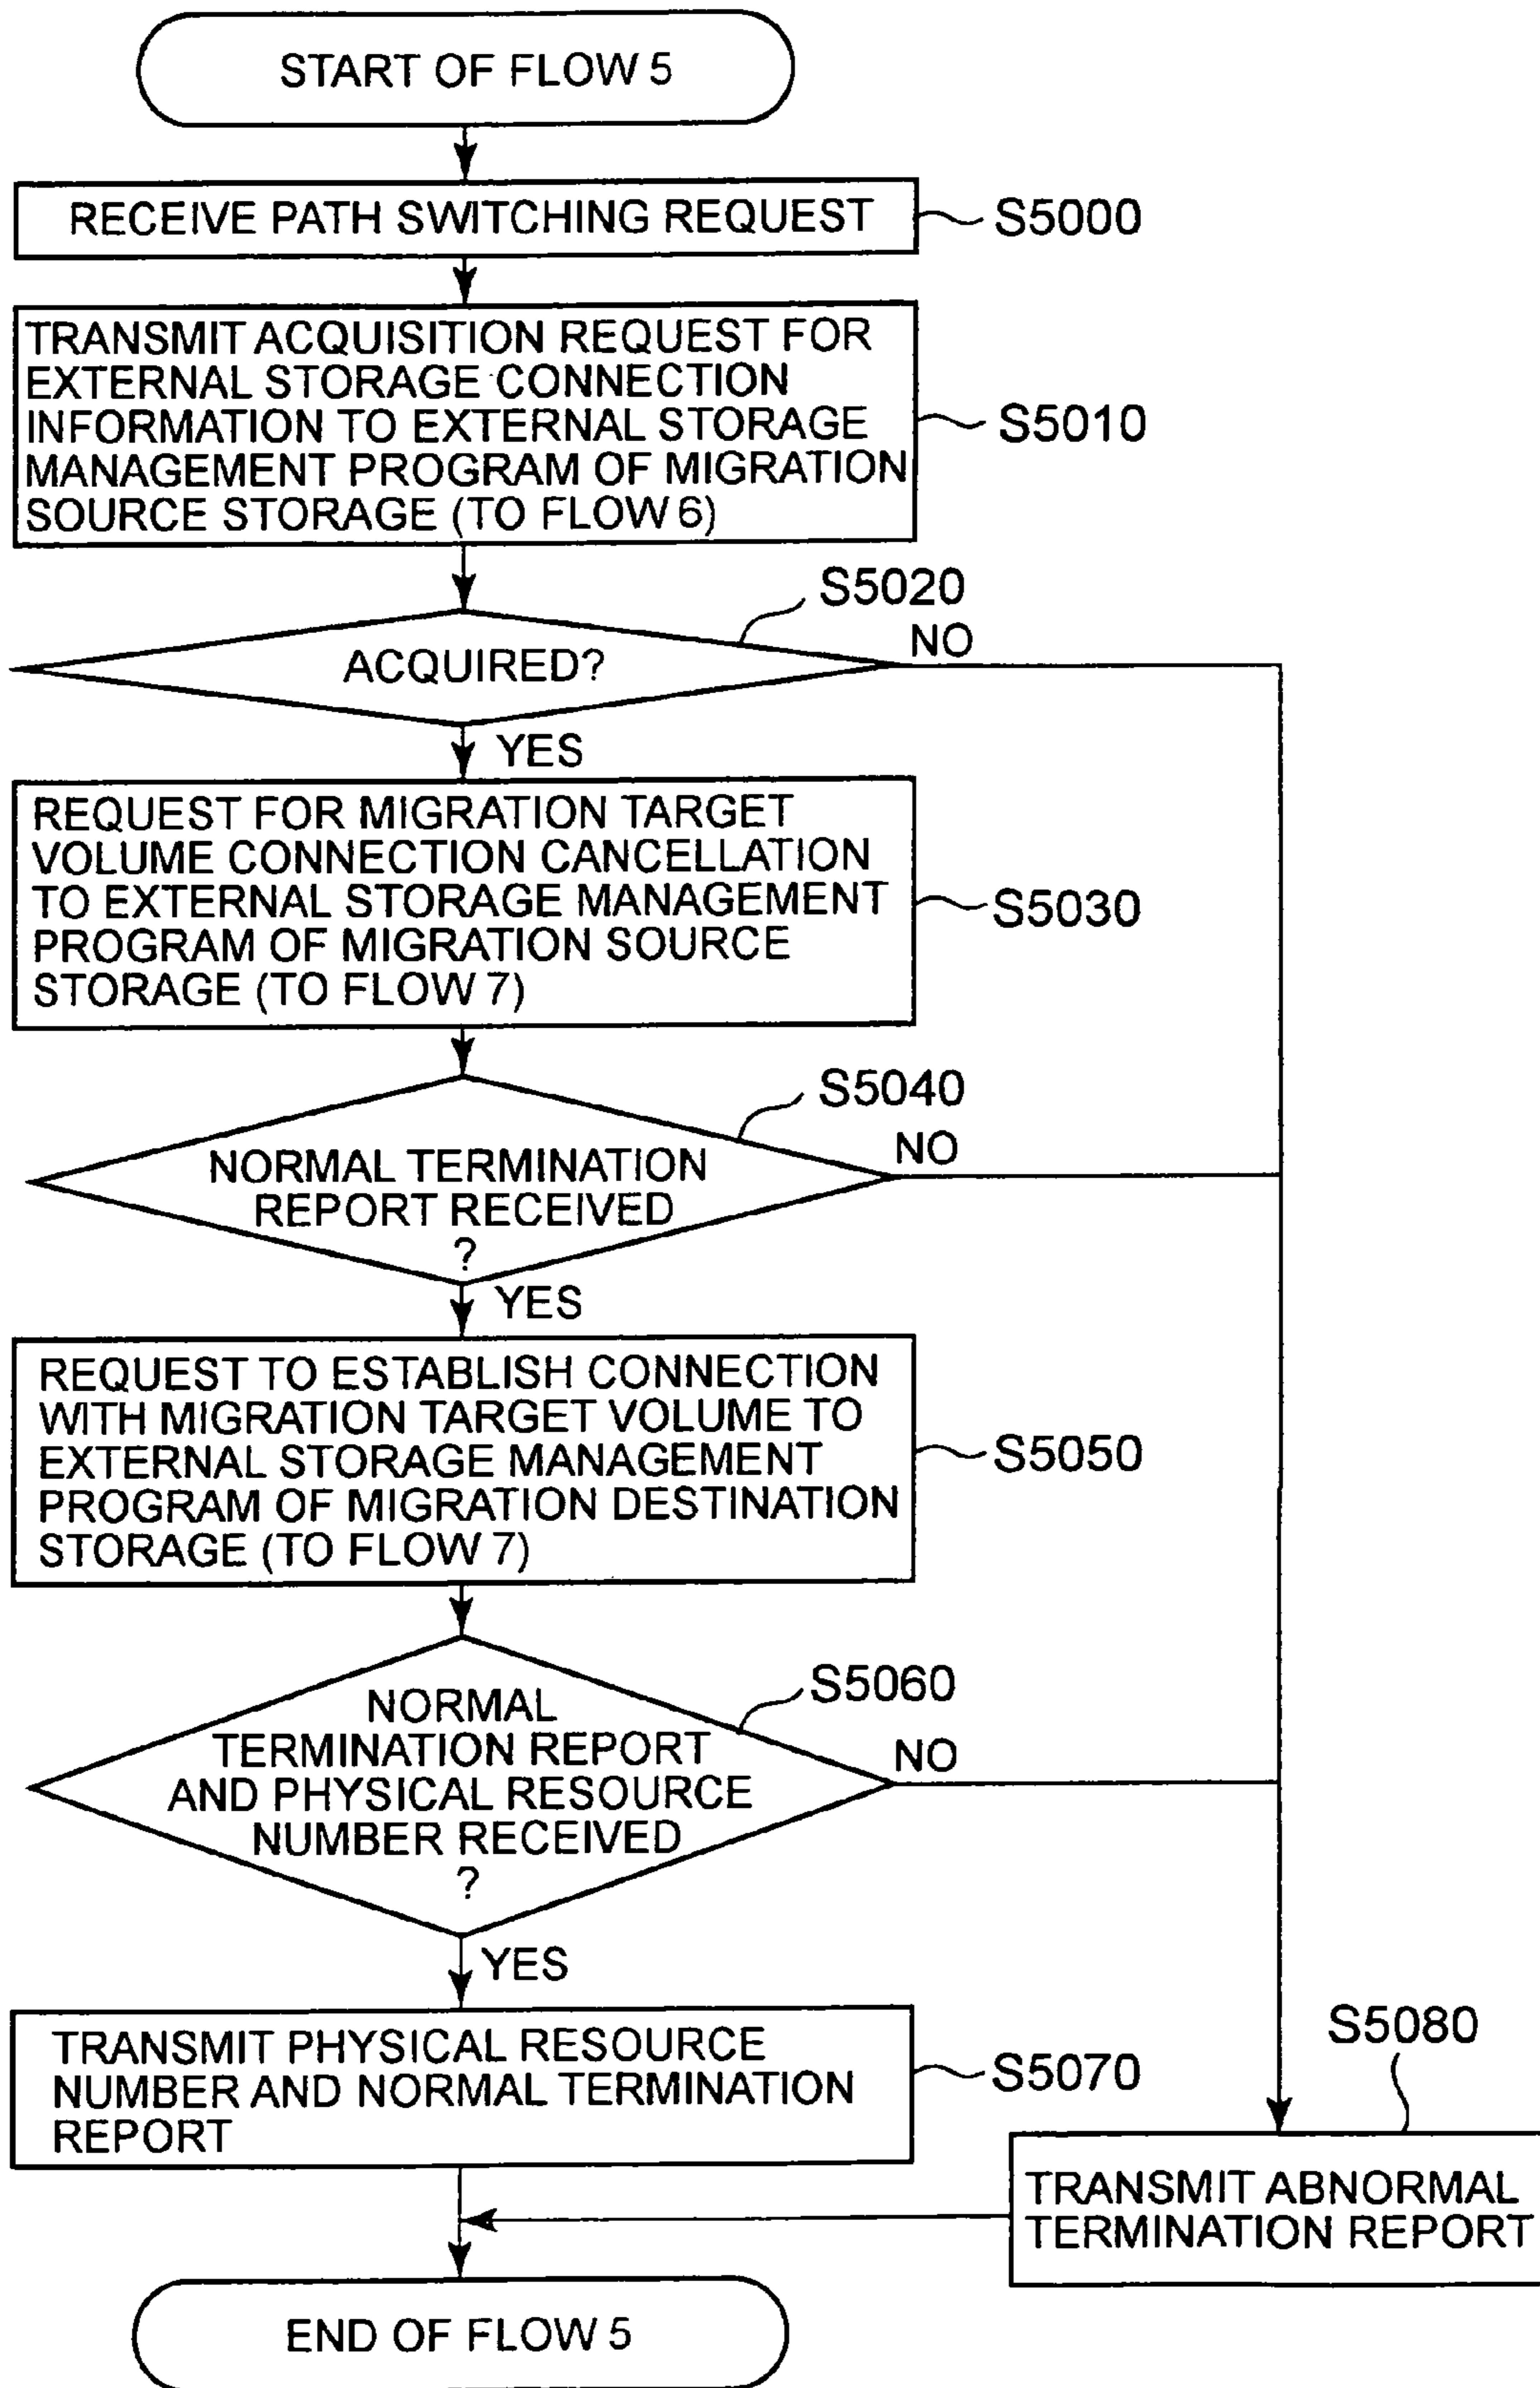 START OF FLOW 5
RECEIVE PATH SWITCHING REQUEST
S5000
TRANSMIT ACQUISITION REQUEST FOR
EXTERNAL STORAGE CONNECTION
INFORMATION TO EXTERNAL STORAGE
MANAGEMENT PROGRAM OF MIGRATION
SOURCE STORAGE (TO FLOW 6)
S5010
S5020
ACQUIRED?
NO
YES
REQUEST FOR MIGRATION TARGET
VOLUME CONNECTION CANCELLATION
TO EXTERNAL STORAGE MANAGEMENT
PROGRAM OF MIGRATION SOURCE
STORAGE (TO FLOW 7)
S5030
S5040
NORMAL TERMINATION
REPORT RECEIVED
?
NO
YES
REQUEST TO ESTABLISH CONNECTION
WITH MIGRATION TARGET VOLUME TO
EXTERNAL STORAGE MANAGEMENT
PROGRAM OF MIGRATION DESTINATION
STORAGE (TO FLOW 7)
S5050
S5060
NORMAL
TERMINATION REPORT
AND PHYSICAL RESOURCE
NUMBER RECEIVED
?
NO
YES
TRANSMIT PHYSICAL RESOURCE
NUMBER AND NORMAL TERMINATION
REPORT
S5070
S5080
TRANSMIT ABNORMAL
TERMINATION REPORT
END OF FLOW 5